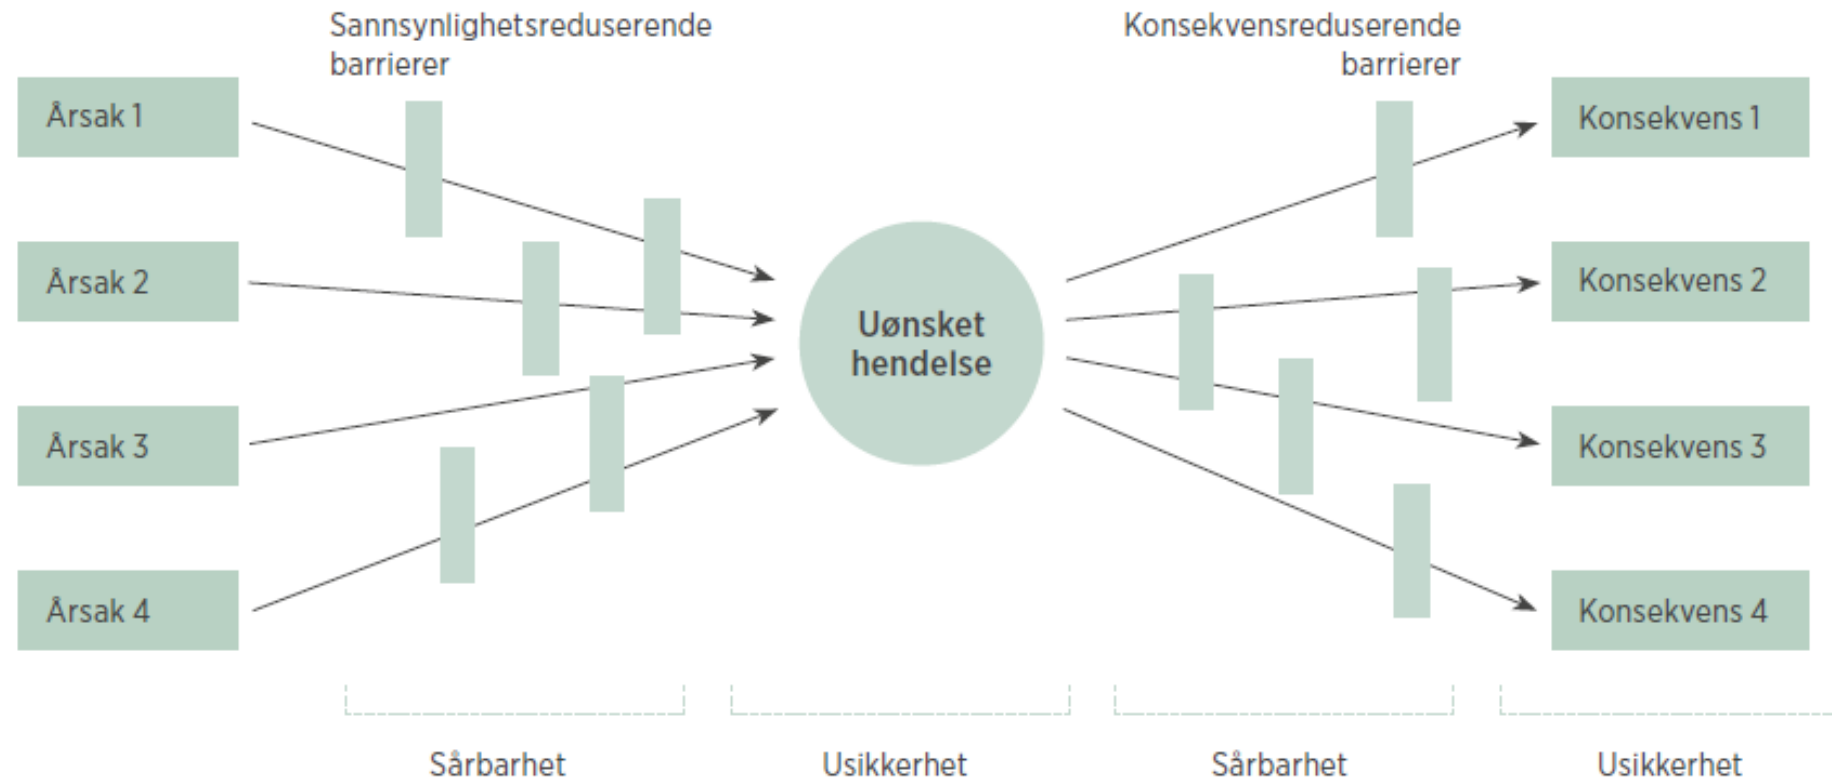 Sannsynlighetsreduserende
barrierer
Konsekvensreduserende
barrierer
Årsak 1
Årsak 2
Årsak 3
Årsak 4
Uønsket
hendelse
Konsekvens 1
Konsekvens 2
Konsekvens 3
Konsekvens 4
Sårbarhet
Usikkerhet
Sårbarhet
Usikkerhet